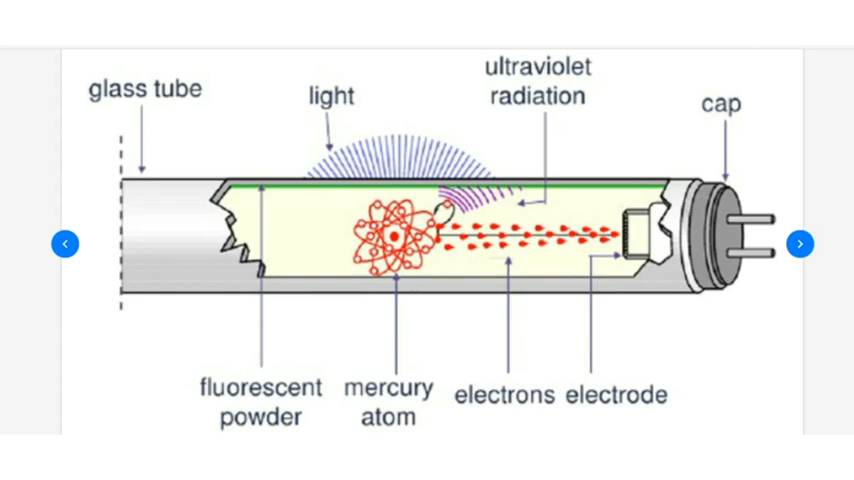 glass tube
light
ultraviolet
radiation
cap
fluorescent
powder
mercury
atom
electrons
electrode